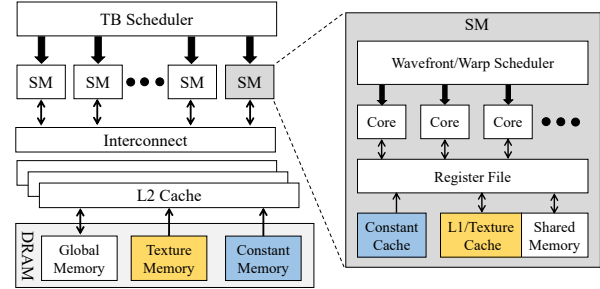 TB Scheduler
SM
SM
SM
SM
Interconnect
L2 Cache
DRAM
Global
Memory
Texture
Memory
Constant
Memory
SM
Wavefront/Warp Scheduler
Core
Core
Core
Register File
Constant
Cache
L1/Texture
Cache
Shared
Memory